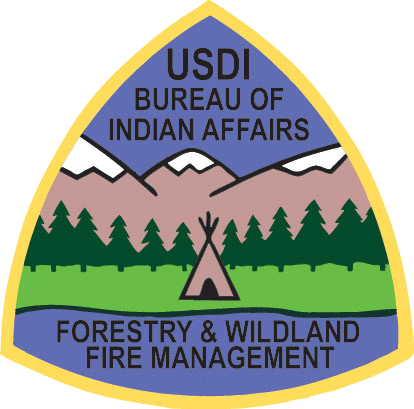 USDI
BUREAU OF
INDIAN AFFAIRS
FORESTRY & WILDLAND
FIRE MANAGEMENT